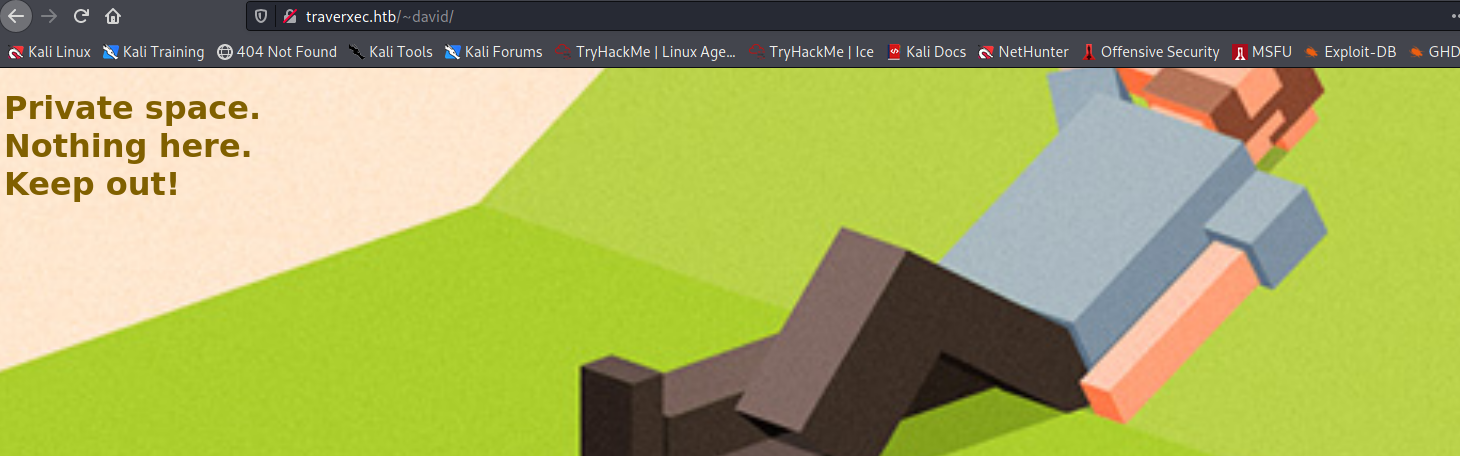 traverxec.htb/~david/
Kali Linux Kali Training 404 Not Found Kali Tools Kali Forums TryHackMe | Linux Age... TryHackMe | Ice Kali Docs NetHunter Offensive Security MSFU Exploit-DB GHD
Private space.
Nothing here.
Keep out!